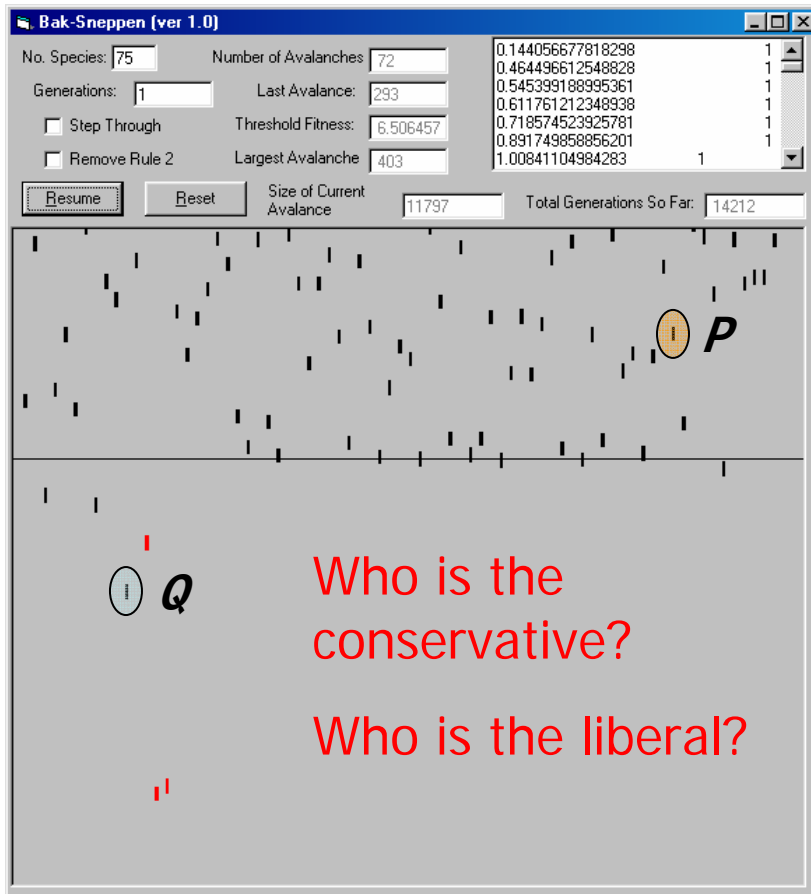 Bak-Sneppen (ver 1.0)
No. Species: 75 Number of Avalanches 72
Generations: 1 Last Avalance: 293
Step Through Threshold Fitness: 6.506457
Remove Rule 2 Largest Avalanche 403
0.144056677818298 1
0.464496612548828 1
0.545399188995361 1
0.611761212348938 1
0.718574523925781 1
0.891749858856201 1
1.00841104984283 1
Resume Reset Size of Current Avalance 11797 Total Generations So Far: 14212
P
Q
Who is the
conservative?
Who is the liberal?